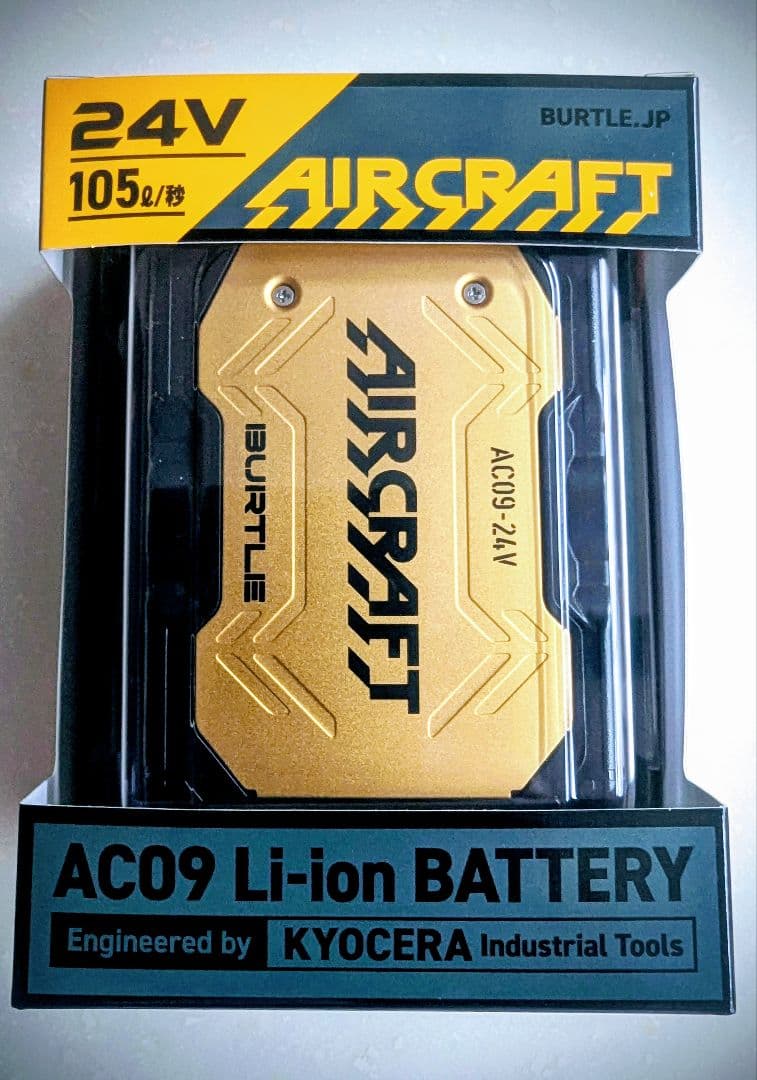 24V
105ℓ/秒
BURTLE.JP
AIRCRAFT
AIRCRAFT
BURTLE
AC09-24V
AC09 Li-ion BATTERY
Engineered by KYOCERA Industrial Tools